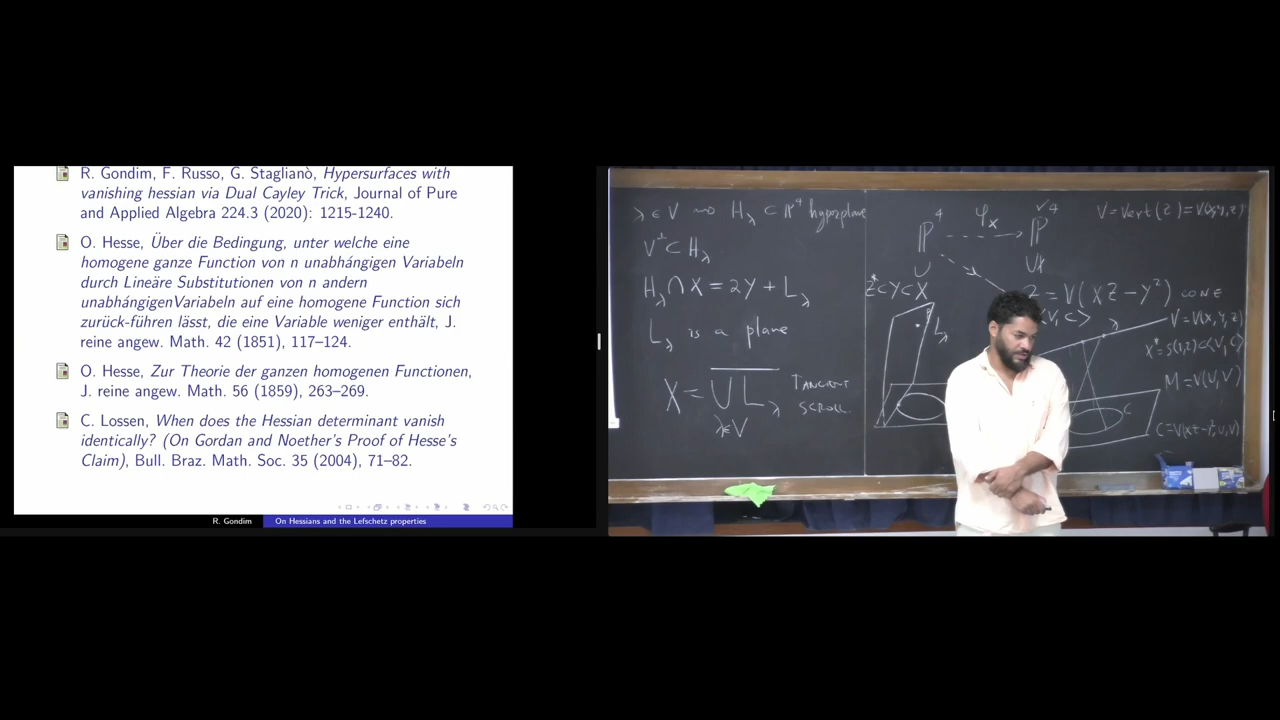 R. Gondim, F. Russo, G. Staglianò, Hypersurfaces with
vanishing hessian via Dual Cayley Trick, Journal of Pure
and Applied Algebra 224.3 (2020): 1215-1240.
O. Hesse, Über die Bedingung, unter welche eine
homogene ganze Function von n unabhángigen Variabeln
durch Lineäre Substitutionen von n andern
unabhángigenVariabeln auf eine homogene Function sich
zurück-führen lässt, die eine Variable weniger enthält, J.
reine angew. Math. 42 (1851), 117–124.
O. Hesse, Zur Theorie der ganzen homogenen Functionen,
J. reine angew. Math. 56 (1859), 263–269.
C. Lossen, When does the Hessian determinant vanish
identically? (On Gordan and Noether's Proof of Hesse's
Claim), Bull. Braz. Math. Soc. 35 (2004), 71–82.
R. Gondim On Hessians and the Lefschetz properties
λ ∈ V ⇝ H_λ ⊂ ℙ⁴ hyperplane
V^⊥ ⊂ H_λ
H_λ ∩ X = 2Y + L_λ
L_λ is a plane
X = ∪ L_λ TANGENT
SCROLL.
λ∈V
ℙ⁴ ---> ℙ^∨4
φ_X
∪ ∪X
Z* ⊂ Y ⊂ X
L_λ
V = Vert(Z) = V(x,y,z)
Z = V(XZ−Y²) CONE
⟨V, C⟩ λ
V = V(X,Y,Z)
X* = S(1,2) ⊂ ⟨V,C⟩
M = V(U,V)
C